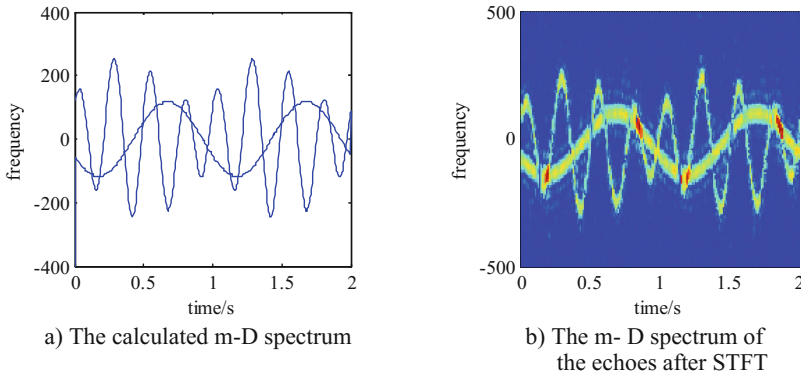 400
200
0
-200
-400
frequency
0
0.5
1
1.5
2
time/s
a) The calculated m-D spectrum
500
0
-500
frequency
0
0.5
1
1.5
2
time/s
b) The m- D spectrum of
the echoes after STFT